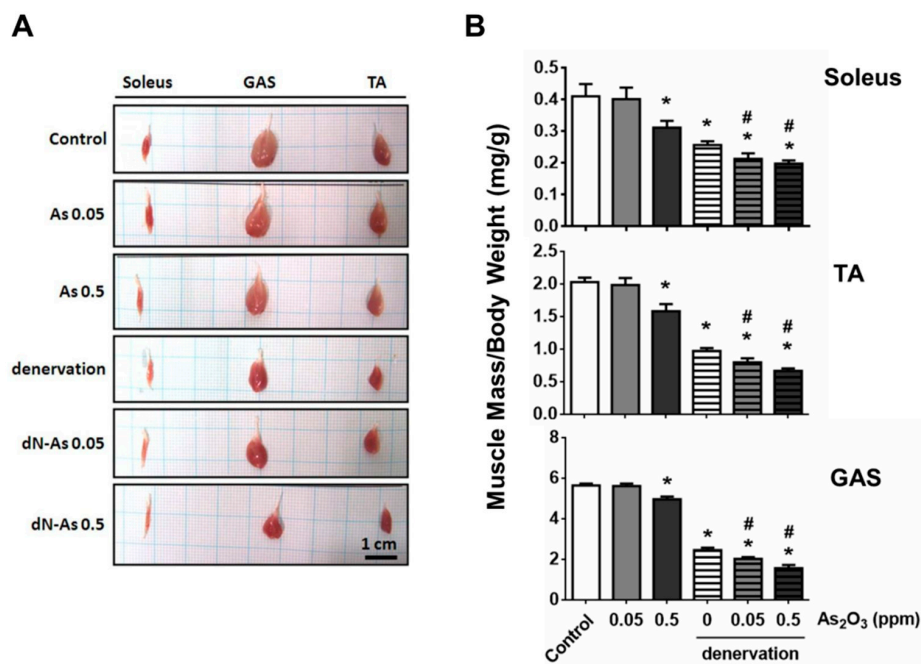 A
Soleus GAS TA
Control
As 0.05
As 0.5
denervation
dN-As 0.05
dN-As 0.5
1 cm
B
Muscle Mass/Body Weight (mg/g)
Soleus
0.5
0.4
0.3
0.2
0.1
0.0
* * # * # *
TA
2.0
1.5
1.0
0.5
0.0
* * # * # *
GAS
8
6
4
2
0
* * # * # *
Control 0.05 0.5 0 0.05 0.5 As₂O₃ (ppm)
denervation